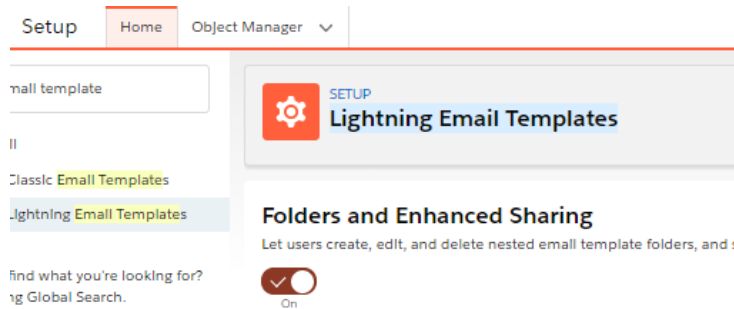 Setup Home Object Manager
mail template
SETUP
Lightning Email Templates
ll
Classic Email Templates
Lightning Email Templates
Folders and Enhanced Sharing
Let users create, edit, and delete nested email template folders, and s
find what you're looking for?
ng Global Search.
On